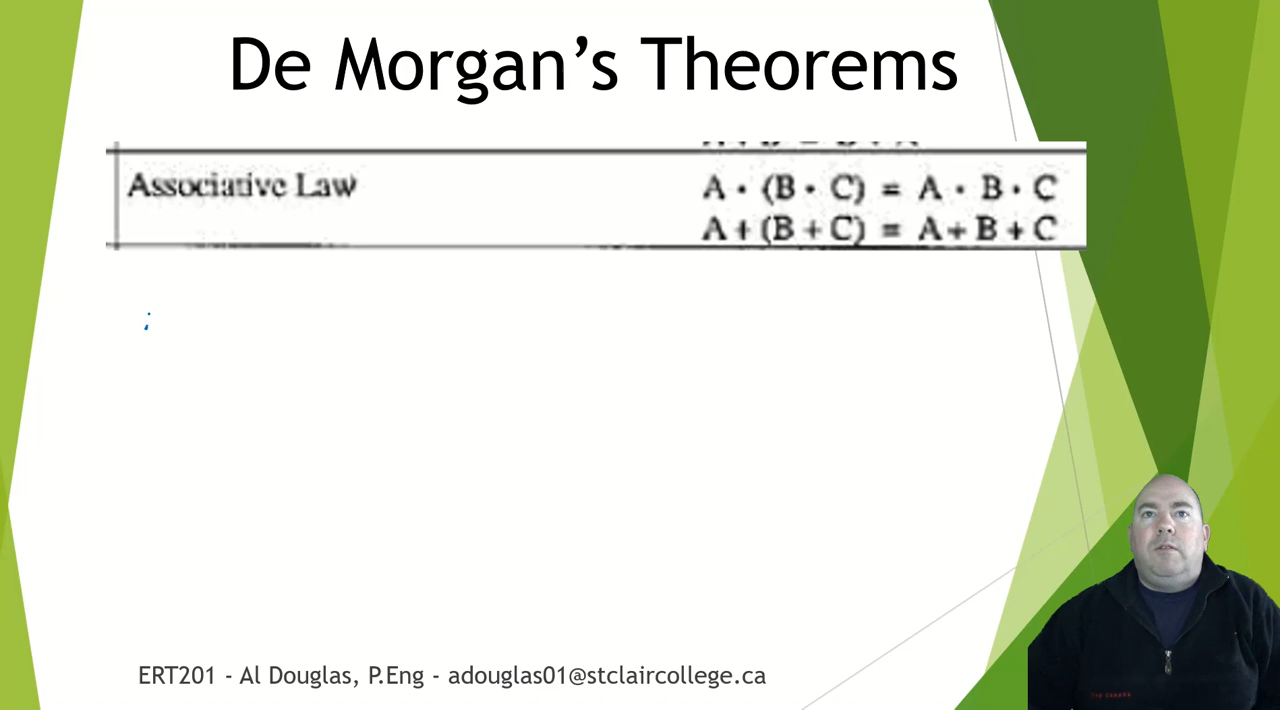 De Morgan’s Theorems
Associative Law
A · (B · C) = A · B · C
A + (B + C) = A + B + C
;
ERT201 - Al Douglas, P.Eng - adouglas01@stclaircollege.ca